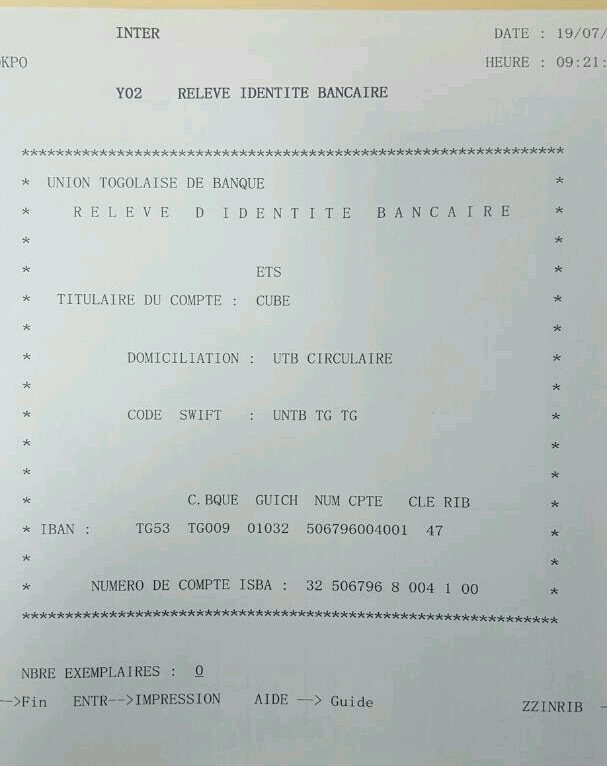 INTER DATE : 19/07/
KPO HEURE : 09:21:
Y02 RELEVE IDENTITE BANCAIRE
***************************************************************
* UNION TOGOLAISE DE BANQUE *
* R E L E V E D I D E N T I T E B A N C A I R E *
* *
* ETS *
* TITULAIRE DU COMPTE : CUBE *
* *
* DOMICILIATION : UTB CIRCULAIRE *
* *
* CODE SWIFT : UNTB TG TG *
* *
* *
* C.BQUE GUICH NUM CPTE CLE RIB *
* IBAN : TG53 TG009 01032 506796004001 47 *
* *
* NUMERO DE COMPTE ISBA : 32 506796 8 004 1 00 *
***************************************************************
NBRE EXEMPLAIRES : 0
-->Fin ENTR-->IMPRESSION AIDE --> Guide ZZINRIB -